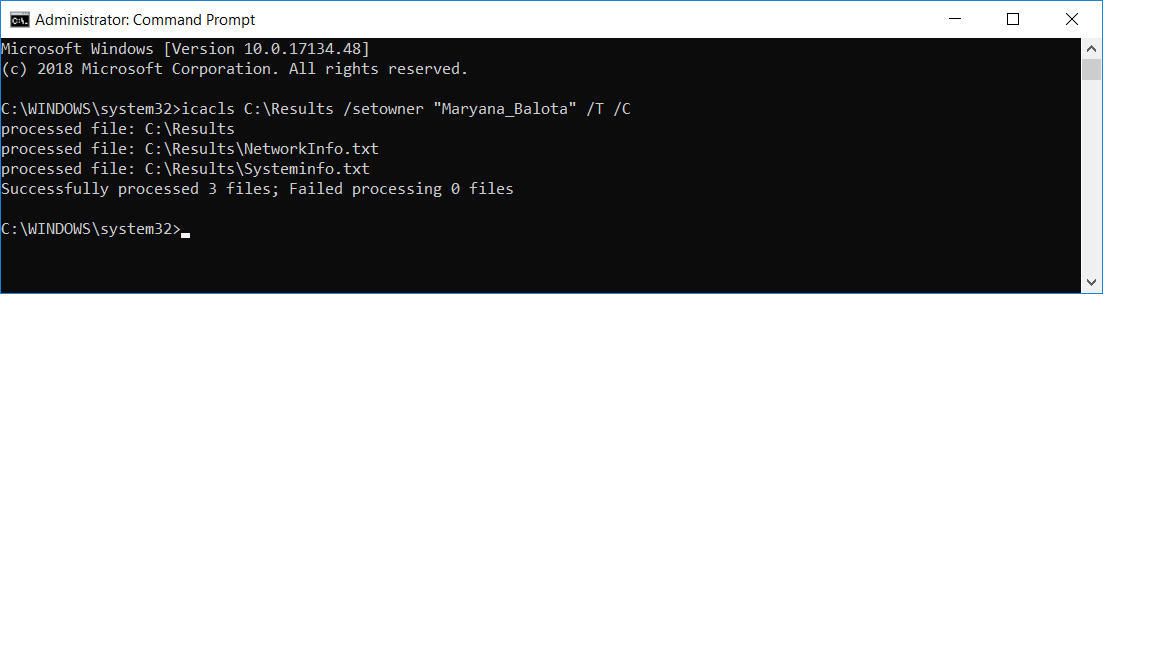 Administrator: Command Prompt
Microsoft Windows [Version 10.0.17134.48]
(c) 2018 Microsoft Corporation. All rights reserved.
C:\WINDOWS\system32>icacls C:\Results /setowner "Maryana_Balota" /T /C
processed file: C:\Results
processed file: C:\Results\NetworkInfo.txt
processed file: C:\Results\Systeminfo.txt
Successfully processed 3 files; Failed processing 0 files
C:\WINDOWS\system32>